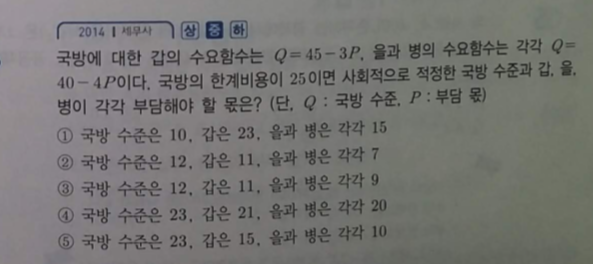 2014 | 세무사 상 중 하
국방에 대한 갑의 수요함수는 Q=45-3P, 을과 병의 수요함수는 각각 Q=
40-4P이다. 국방의 한계비용이 25이면 사회적으로 적정한 국방 수준과 갑, 을,
병이 각각 부담해야 할 몫은? (단, Q : 국방 수준, P : 부담 몫)
① 국방 수준은 10, 갑은 23, 을과 병은 각각 15
② 국방 수준은 12, 갑은 11, 을과 병은 각각 7
③ 국방 수준은 12, 갑은 11, 을과 병은 각각 9
④ 국방 수준은 23, 갑은 21, 을과 병은 각각 20
⑤ 국방 수준은 23, 갑은 15, 을과 병은 각각 10